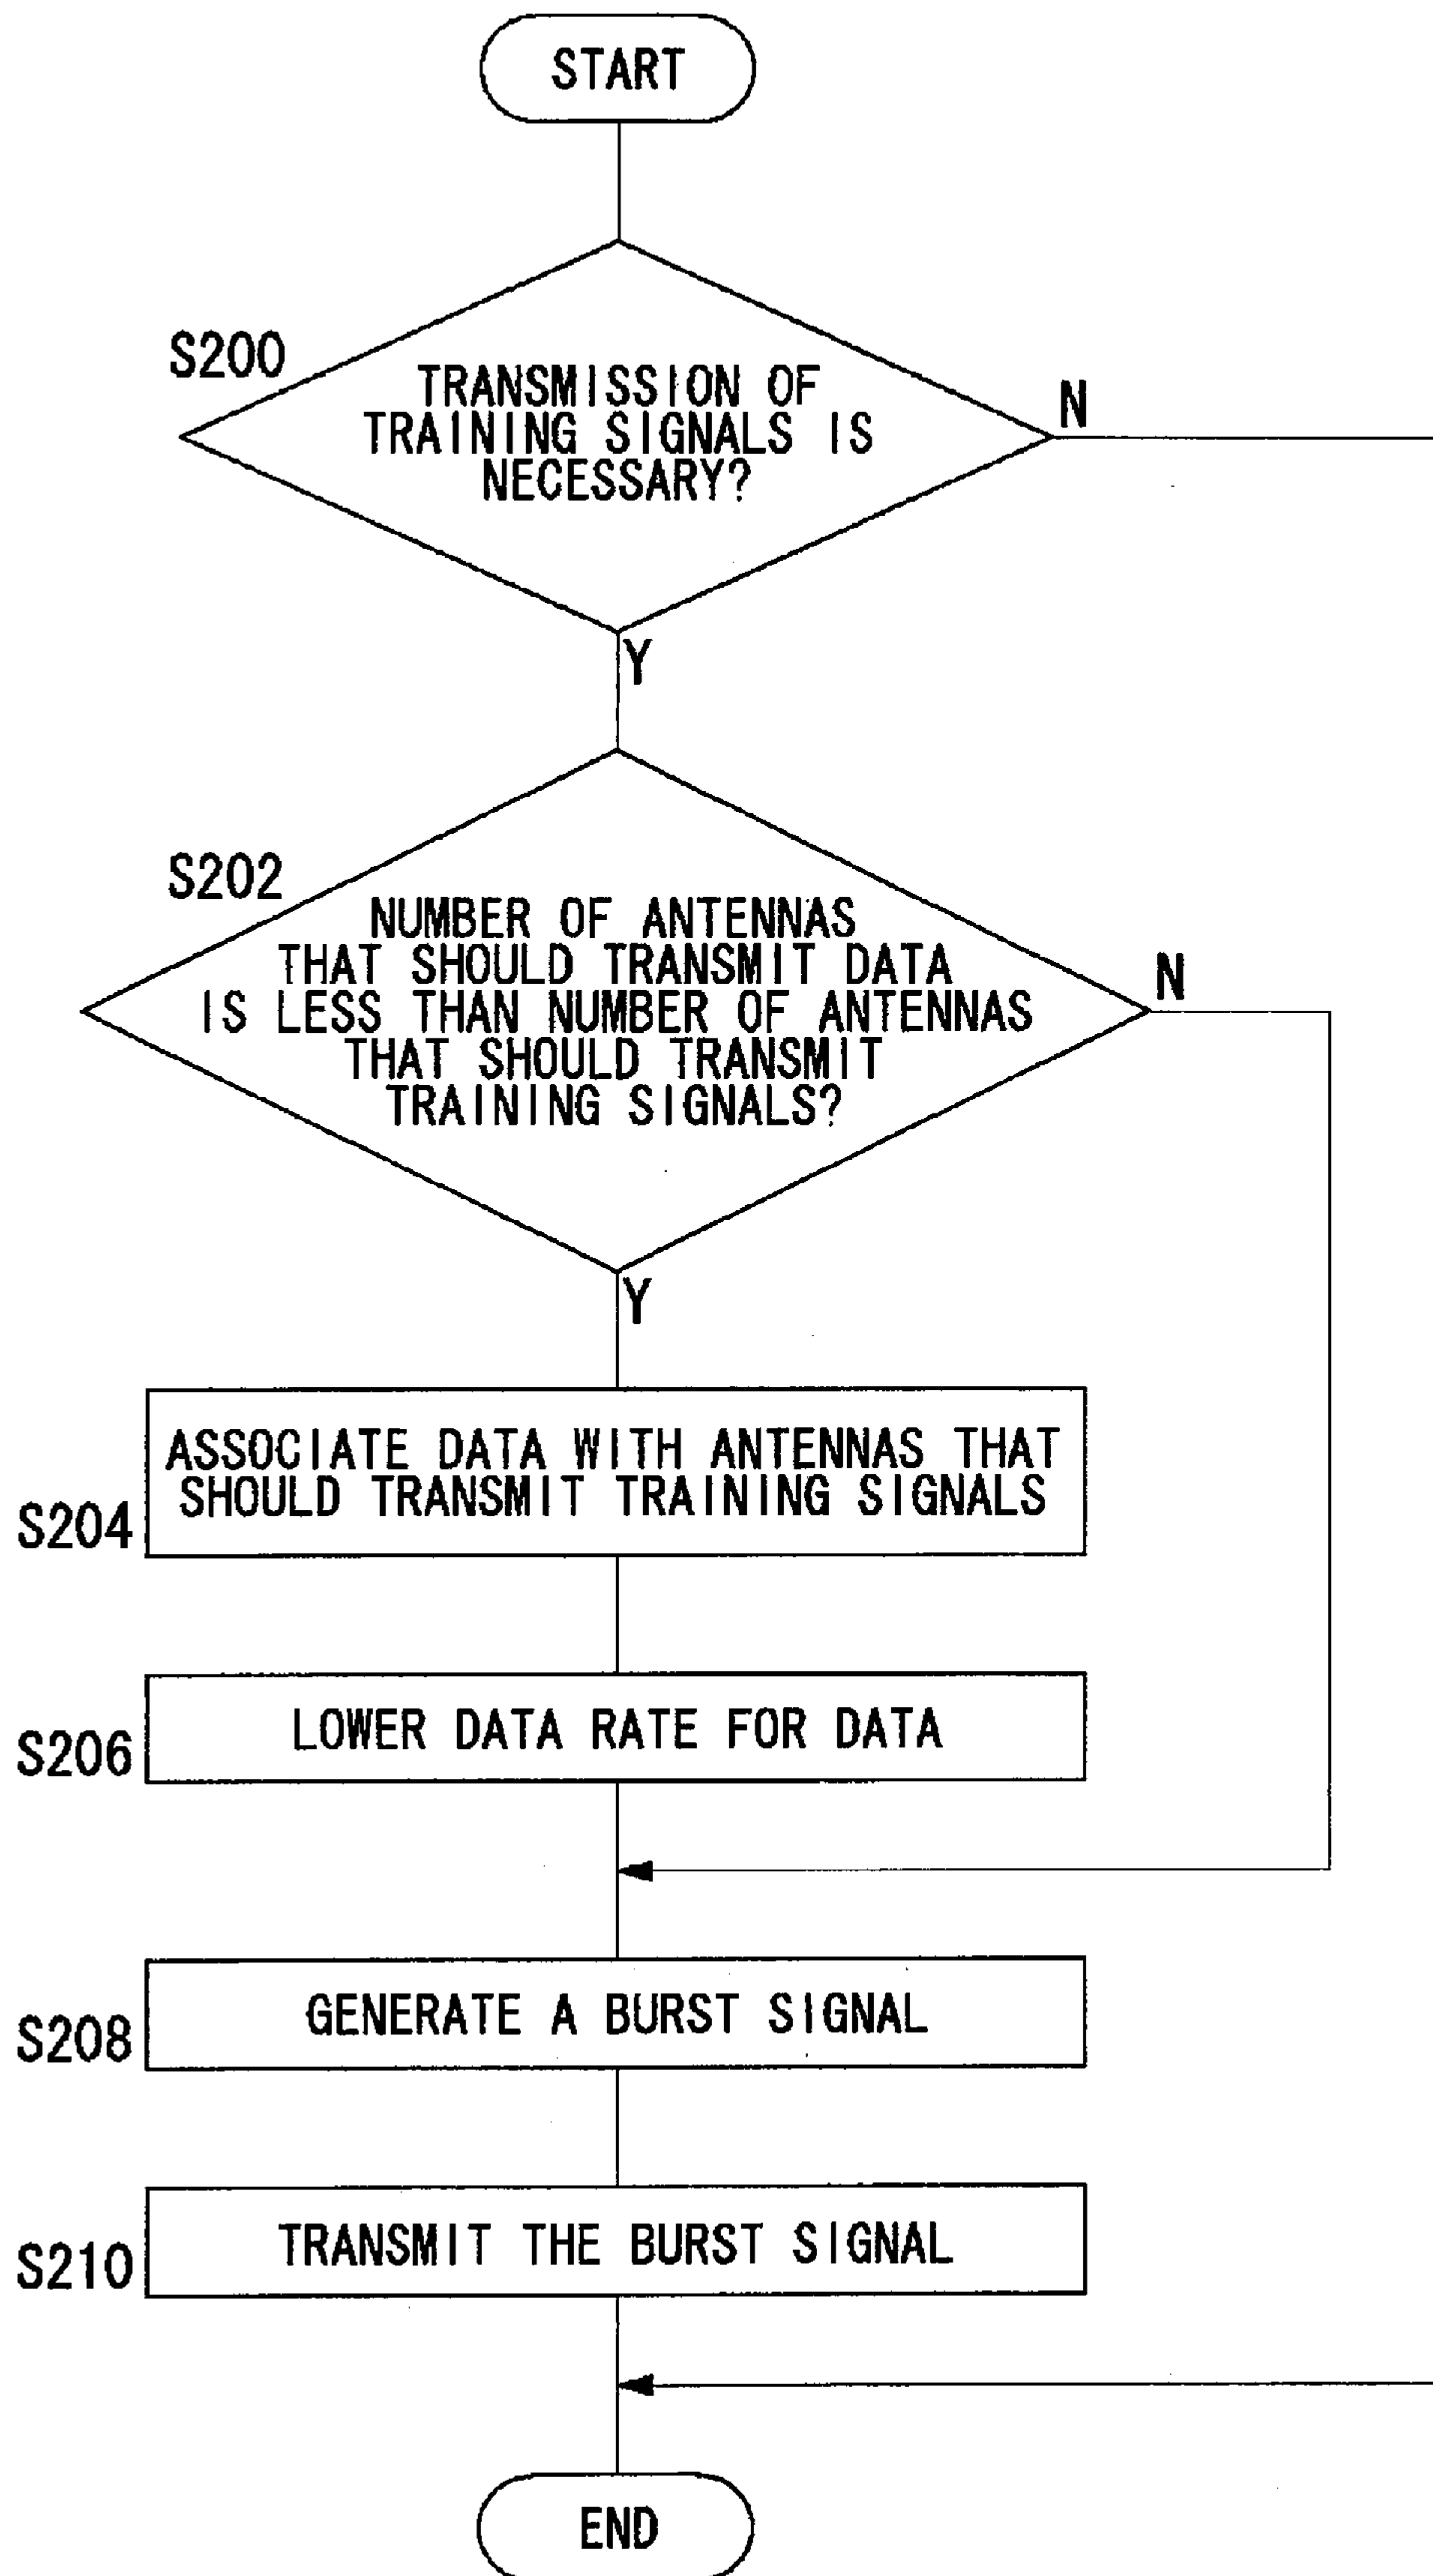 START
S200
TRANSMISSION OF
TRAINING SIGNALS IS
NECESSARY?
N
Y
S202
NUMBER OF ANTENNAS
THAT SHOULD TRANSMIT DATA
IS LESS THAN NUMBER OF ANTENNAS
THAT SHOULD TRANSMIT
TRAINING SIGNALS?
N
Y
ASSOCIATE DATA WITH ANTENNAS THAT
SHOULD TRANSMIT TRAINING SIGNALS
S204
LOWER DATA RATE FOR DATA
S206
GENERATE A BURST SIGNAL
S208
TRANSMIT THE BURST SIGNAL
S210
END